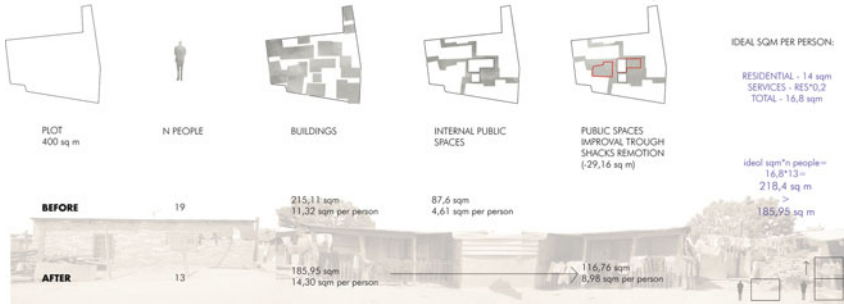 IDEAL SQM PER PERSON:
RESIDENTIAL - 14 sqm
SERVICES - RES*0,2
TOTAL - 16,8 sqm
PLOT
400 sq m
N PEOPLE
BUILDINGS
INTERNAL PUBLIC
SPACES
PUBLIC SPACES
IMPROVAL TROUGH
SHACKS REMOTION
(-29,16 sq m)
ideal sqm*n people=
16,8*13=
218,4 sq m
>
185,95 sq m
BEFORE
19
215,11 sqm
11,32 sqm per person
87,6 sqm
4,61 sqm per person
AFTER
13
185,95 sqm
14,30 sqm per person
116,76 sqm
8,98 sqm per person